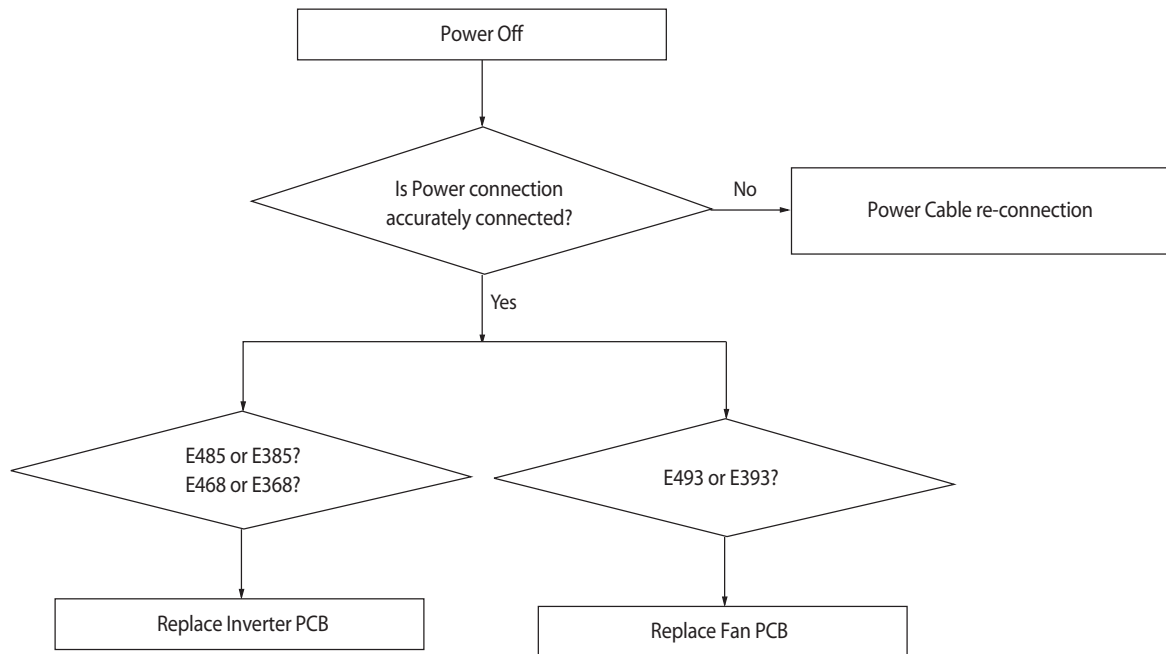 Power Off
Is Power connection
accurately connected?
No
Power Cable re-connection
Yes
E485 or E385?
E468 or E368?
E493 or E393?
Replace Inverter PCB
Replace Fan PCB